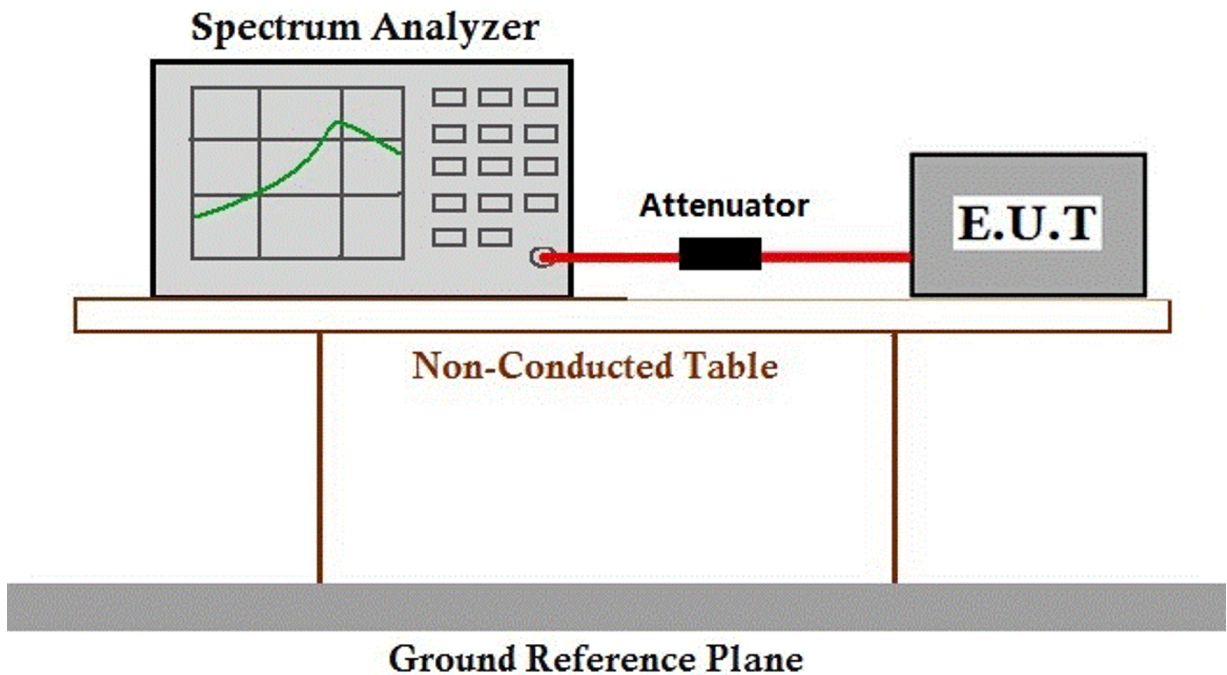 Spectrum Analyzer
Attenuator
E.U.T
Non-Conducted Table
Ground Reference Plane